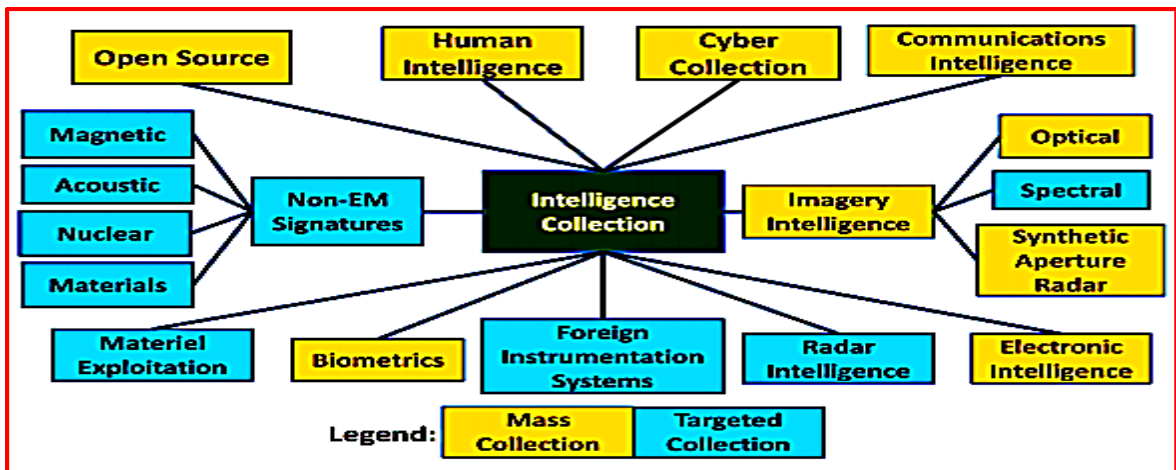 Open Source
Human
Intelligence
Cyber
Collection
Communications
Intelligence
Magnetic
Acoustic
Nuclear
Materials
Non-EM
Signatures
Intelligence
Collection
Imagery
Intelligence
Optical
Spectral
Synthetic
Aperture
Radar
Materiel
Exploitation
Biometrics
Foreign
Instrumentation
Systems
Radar
Intelligence
Electronic
Intelligence
Legend:
Mass
Collection
Targeted
Collection